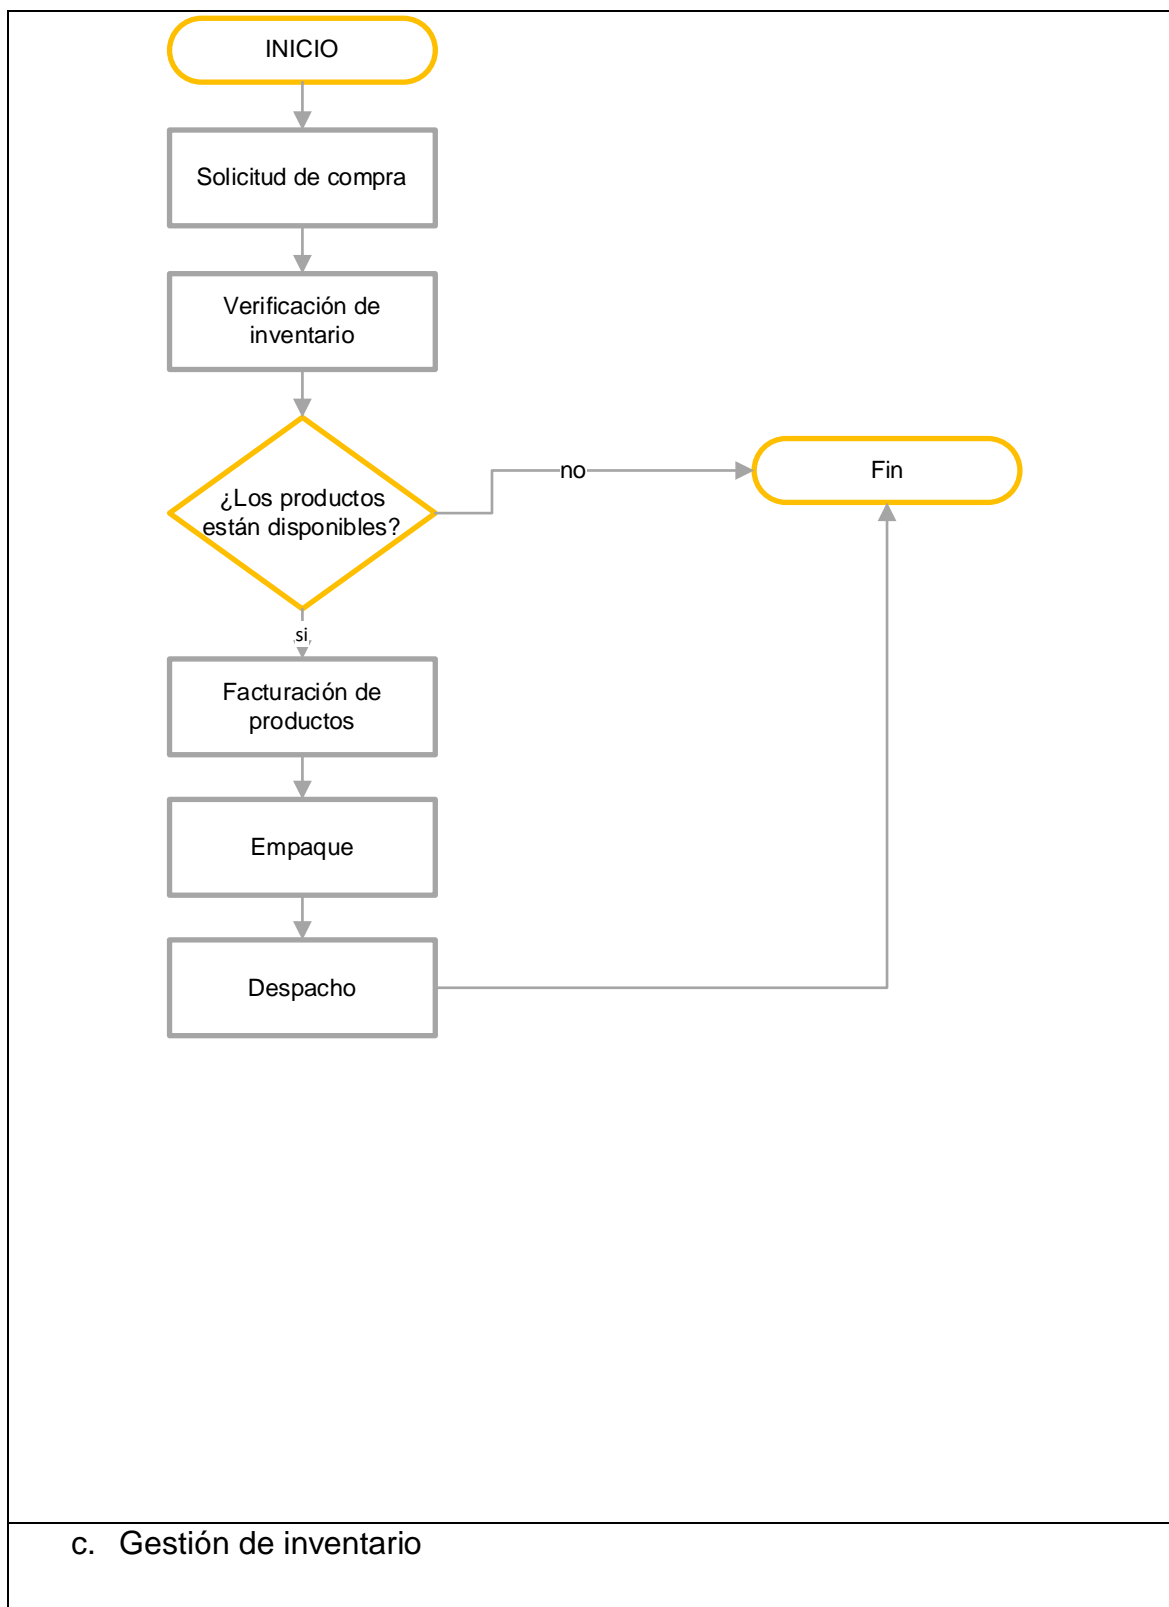 INICIO
Solicitud de compra
Verificación de
inventario
¿Los productos
están disponibles?
no
Fin
si
Facturación de
productos
Empaque
Despacho
c. Gestión de inventario